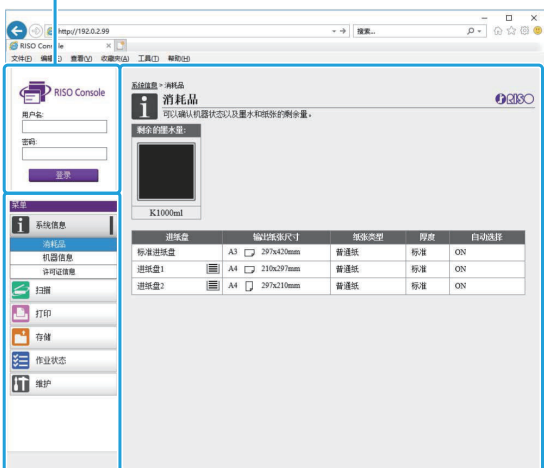 http://192.0.2.99
搜索...
RISO Console
文件(F) 编辑(E) 查看(V) 收藏夹(A) 工具(T) 帮助(H)
RISO Console
用户名:
密码:
登录
菜单
系统信息
消耗品
机器信息
许可证信息
扫描
打印
存储
作业状态
维护
系统信息 > 消耗品
消耗品
RISO
可以确认机器状态以及墨水和纸张的剩余量。
剩余的墨水量:
K1000ml
进纸盘 输出纸张尺寸 纸张类型 厚度 自动选择
标准进纸盘 A3 297x420mm 普通纸 标准 ON
进纸盘1 A4 210x297mm 普通纸 标准 ON
进纸盘2 A4 297x210mm 普通纸 标准 ON